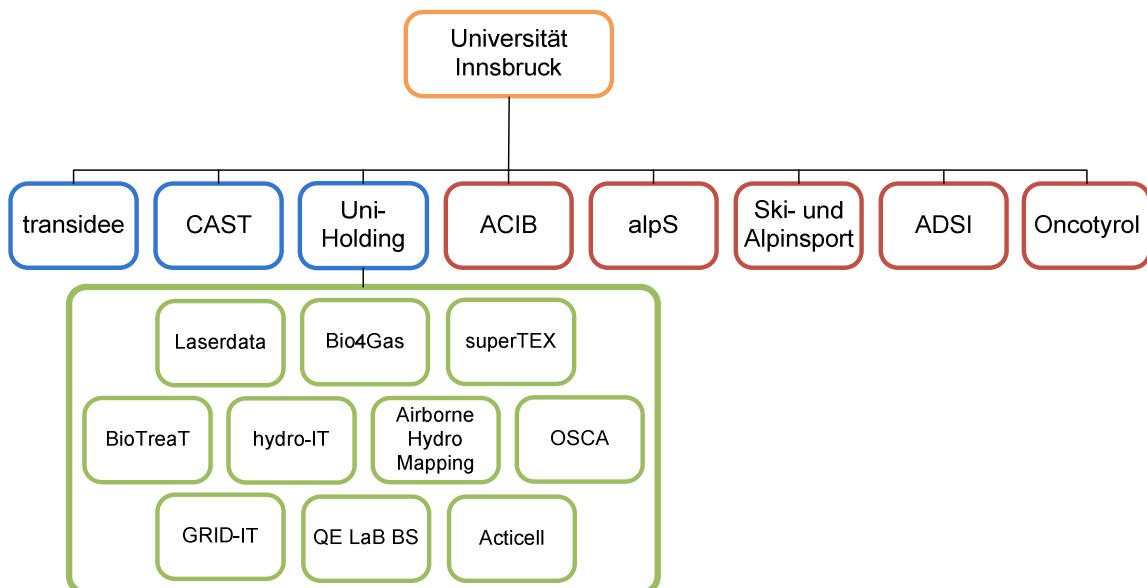 Universität
Innsbruck
transidee
CAST
Uni-
Holding
ACIB
alpS
Ski- und
Alpinsport
ADSI
Oncotyrol
Laserdata
Bio4Gas
superTEX
BioTreaT
hydro-IT
Airborne
Hydro
Mapping
OSCA
GRID-IT
QE LaB BS
Acticell